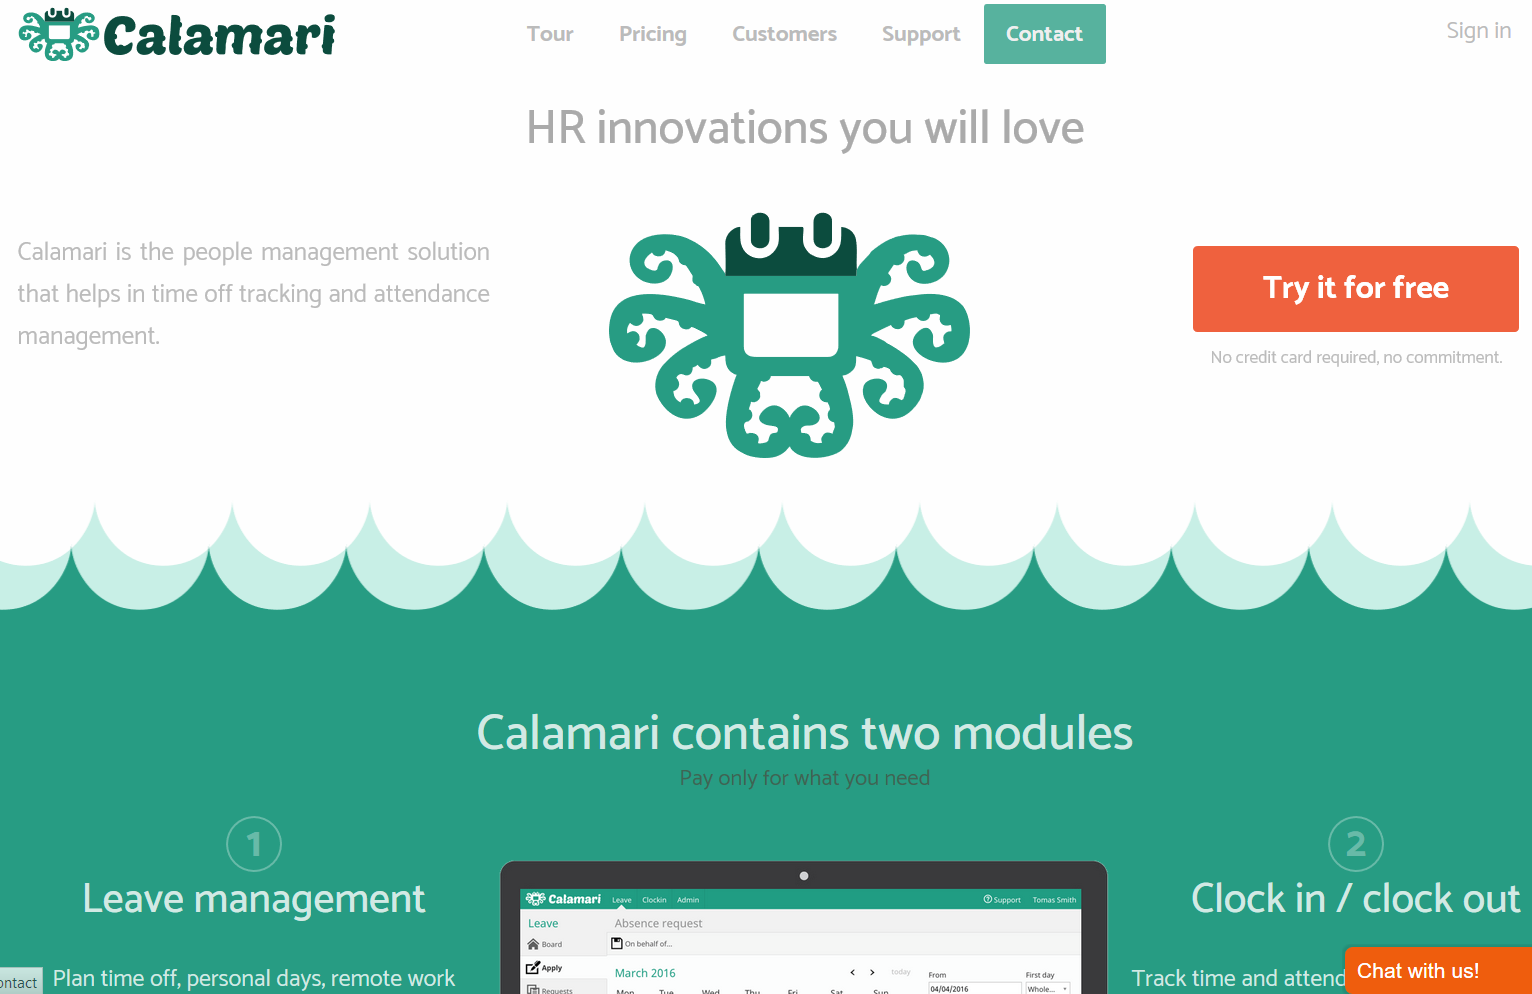 Calamari
Tour Pricing Customers Support Contact
Sign in
HR innovations you will love
Calamari is the people management solution
that helps in time off tracking and attendance
management.
Try it for free
No credit card required, no commitment.
Calamari contains two modules
Pay only for what you need
1
Leave management
Plan time off, personal days, remote work
Calamari Leave Clockin Admin Support Tomas Smith
Leave
Absence request
Board
On behalf of...
Apply
Requests
March 2016
today
Mon Tue Wed Thu Fri Sat Sun
From
04/04/2016
First day
Whole...
2
Clock in / clock out
Track time and attend
Chat with us!
ontact